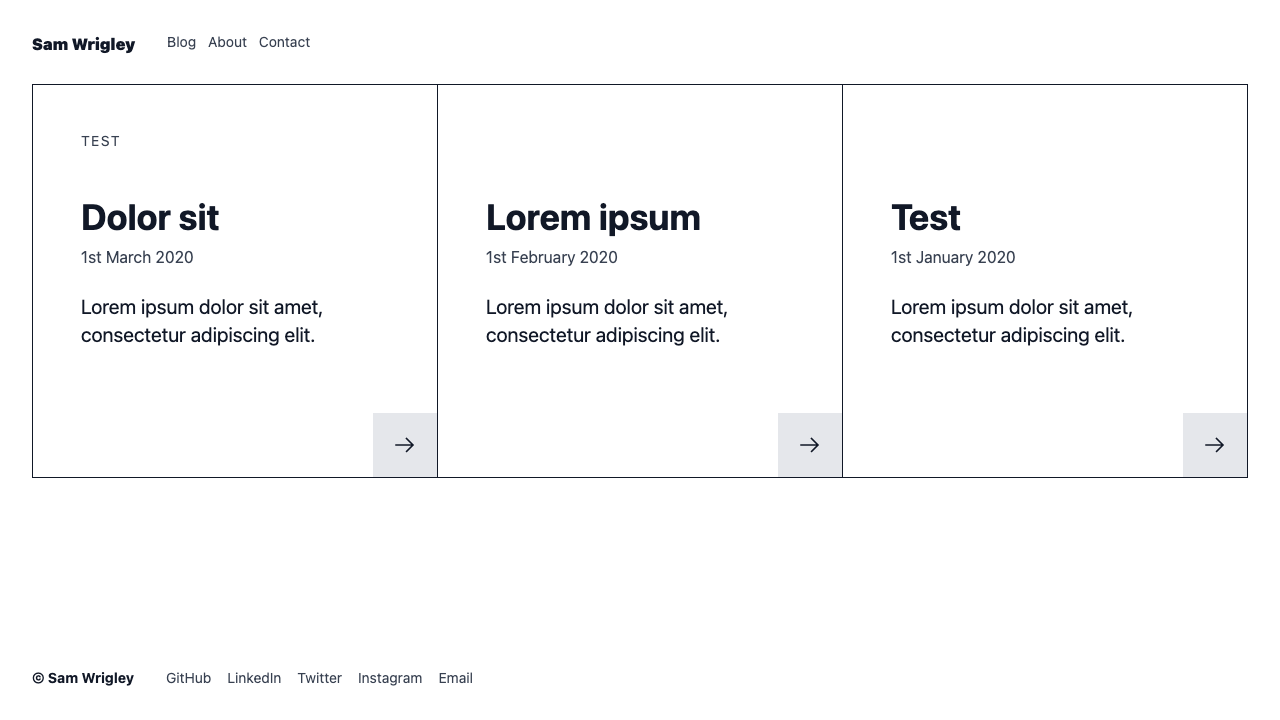 Sam Wrigley Blog About Contact
TEST
Dolor sit
1st March 2020
Lorem ipsum dolor sit amet,
consectetur adipiscing elit.
Lorem ipsum
1st February 2020
Lorem ipsum dolor sit amet,
consectetur adipiscing elit.
Test
1st January 2020
Lorem ipsum dolor sit amet,
consectetur adipiscing elit.
© Sam Wrigley GitHub LinkedIn Twitter Instagram Email